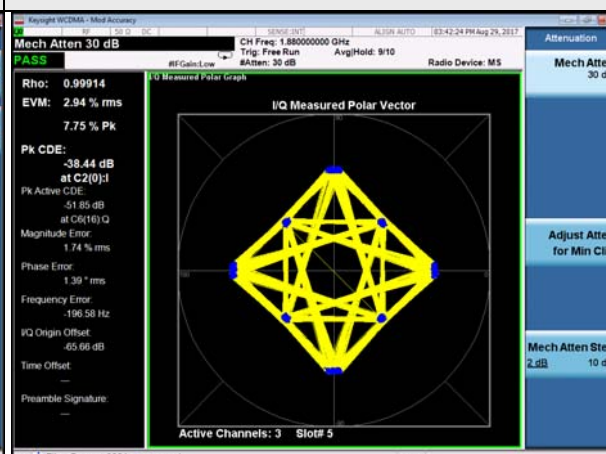 Keysight WCDMA - Mod Accuracy
RF 50 Ω DC SENSE:INT ALIGN AUTO 03:42:24 PM Aug 29, 2017
Mech Atten 30 dB
CH Freq: 1.880000000 GHz
Trig: Free Run Avg|Hold: 9/10
PASS
#IFGain:Low #Atten: 30 dB Radio Device: MS
Attenuation
Mech Atte
30 d
Adjust Atte
for Min Cli
Mech Atten Ste
2 dB 10 d
Rho: 0.99914
EVM: 2.94 % rms
7.75 % Pk
Pk CDE:
-38.44 dB
at C2(0):I
Pk Active CDE:
-51.85 dB
at C6(16):Q
Magnitude Error:
1.74 % rms
Phase Error:
1.39 ° rms
Frequency Error:
-196.58 Hz
I/Q Origin Offset:
-65.66 dB
Time Offset:
---
Preamble Signature:
---
I/Q Measured Polar Graph
I/Q Measured Polar Vector
Active Channels: 3 Slot# 5